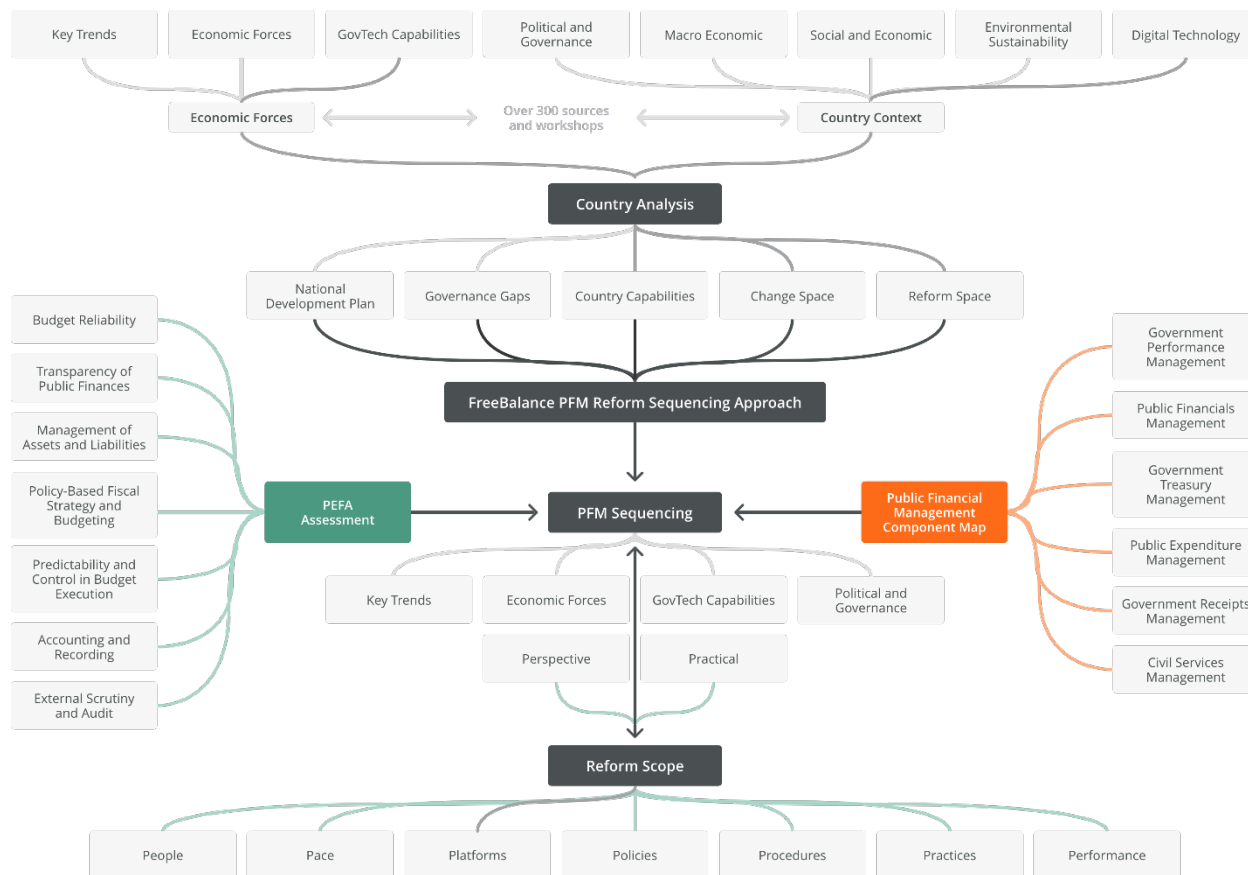 Key Trends
Economic Forces
GovTech Capabilities
Political and
Governance
Macro Economic
Social and Economic
Environmental
Sustainability
Digital Technology
Economic Forces
Over 300 sources
and workshops
Country Context
Country Analysis
National
Development Plan
Governance Gaps
Country Capabilities
Change Space
Reform Space
FreeBalance PFM Reform Sequencing Approach
Budget Reliability
Transparency of
Public Finances
Management of
Assets and Liabilities
Policy-Based Fiscal
Strategy and
Budgeting
Predictability and
Control in Budget
Execution
Accounting and
Recording
External Scrutiny
and Audit
PEFA
Assessment
PFM Sequencing
Public Financial
Management
Component Map
Government
Performance
Management
Public Financials
Management
Government
Treasury
Management
Public Expenditure
Management
Government Receipts
Management
Civil Services
Management
Key Trends
Economic Forces
GovTech Capabilities
Political and
Governance
Perspective
Practical
Reform Scope
People
Pace
Platforms
Policies
Procedures
Practices
Performance